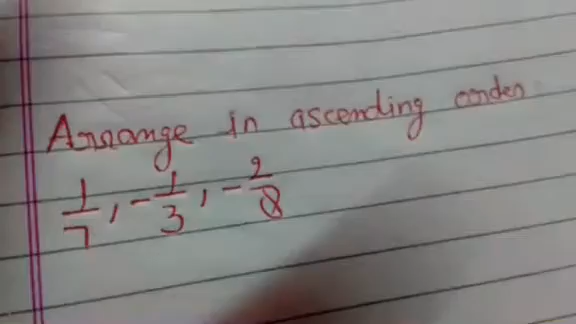 Arrange in ascending order
1/7, -1/3, -2/8